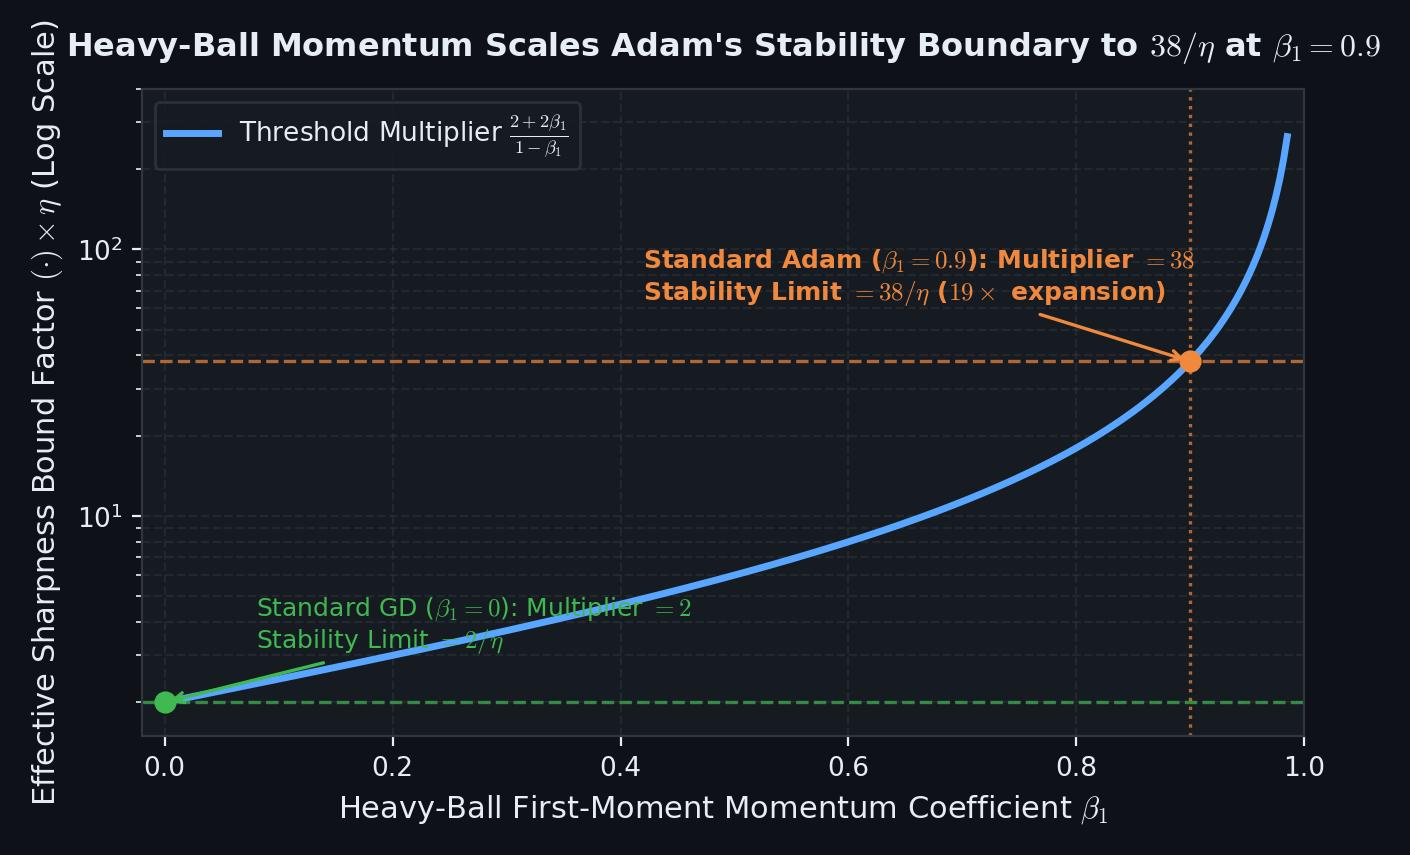 Heavy-Ball Momentum Scales Adam's Stability Boundary to 38/η at β₁ = 0.9
Effective Sharpness Bound Factor (·) × η (Log Scale)
Threshold Multiplier (2 + 2β₁)/(1 − β₁)
10²
10¹
Standard Adam (β₁ = 0.9): Multiplier = 38
Stability Limit = 38/η (19× expansion)
Standard GD (β₁ = 0): Multiplier = 2
Stability Limit = 2/η
0.0 0.2 0.4 0.6 0.8 1.0
Heavy-Ball First-Moment Momentum Coefficient β₁